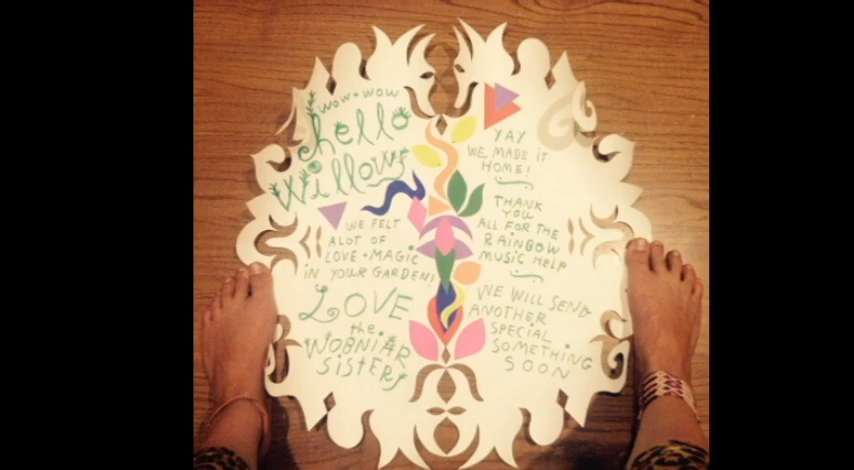 wow + wow
hello
willows
WE FELT
ALOT OF
LOVE + MAGIC
IN YOUR GARDEN!
LOVE
the
WOBNIAR
SISTERS
YAY
WE MADE IT
HOME!
THANK
YOU
ALL FOR THE
RAINBOW
MUSIC HELP
WE WILL SEND
ANOTHER
SPECIAL
SOMETHING
SOON